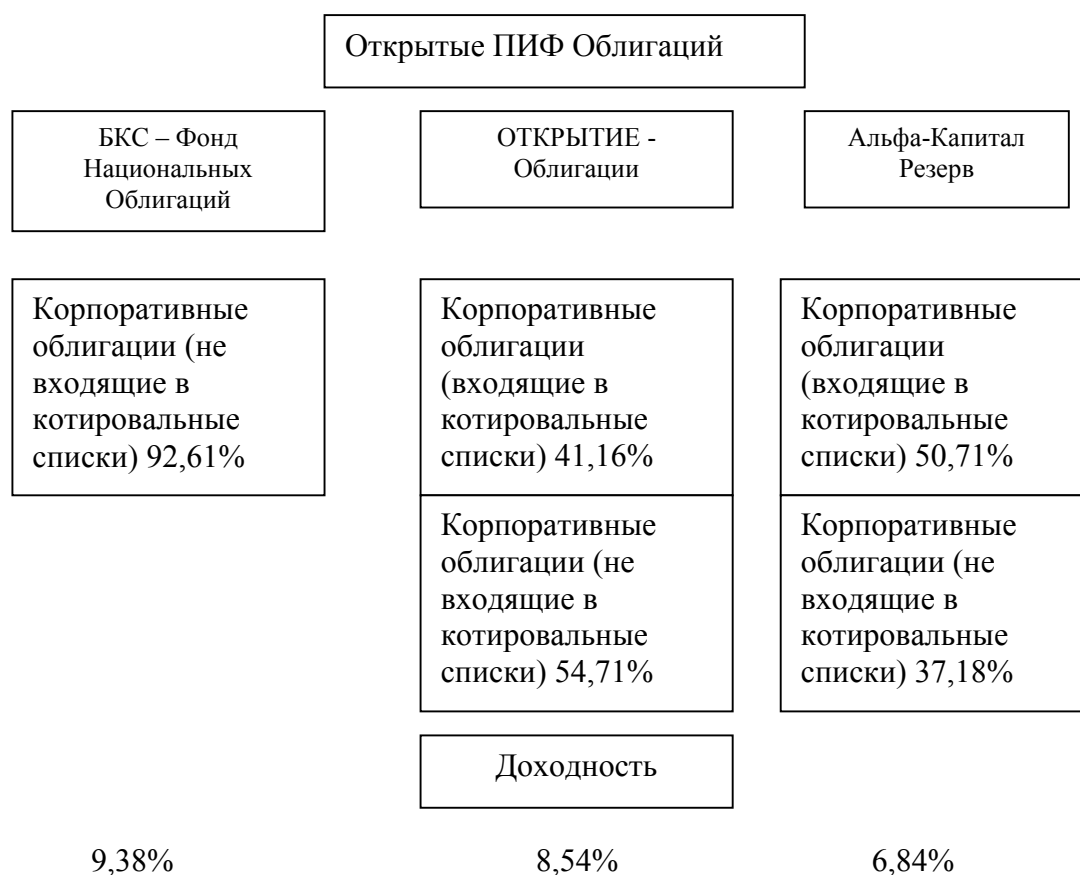 Открытые ПИФ Облигаций
БКС – Фонд
Национальных
Облигаций
ОТКРЫТИЕ -
Облигации
Альфа-Капитал
Резерв
Корпоративные
облигации (не
входящие в
котировальные
списки) 92,61%
Корпоративные
облигации
(входящие в
котировальные
списки) 41,16%
Корпоративные
облигации
(входящие в
котировальные
списки) 50,71%
Корпоративные
облигации (не
входящие в
котировальные
списки) 54,71%
Корпоративные
облигации (не
входящие в
котировальные
списки) 37,18%
Доходность
9,38%
8,54%
6,84%